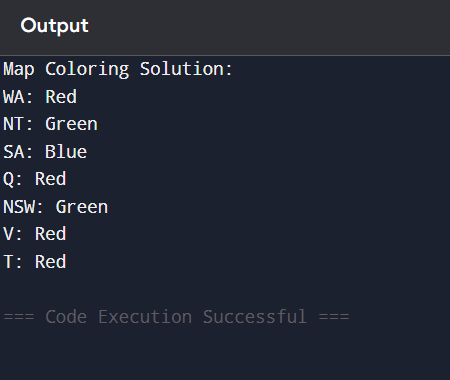 Output
Map Coloring Solution:
WA: Red
NT: Green
SA: Blue
Q: Red
NSW: Green
V: Red
T: Red
=== Code Execution Successful ===